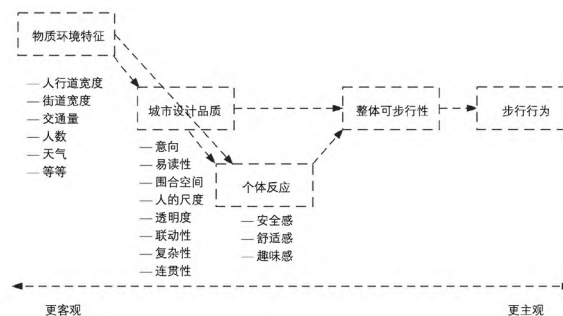 物质环境特征
— 人行道宽度
— 街道宽度
— 交通量
— 人数
— 天气
— 等等
城市设计品质
— 意向
— 易读性
— 围合空间
— 人的尺度
— 透明度
— 联动性
— 复杂性
— 连贯性
个体反应
— 安全感
— 舒适感
— 趣味感
整体可步行性
步行行为
更客观
更主观